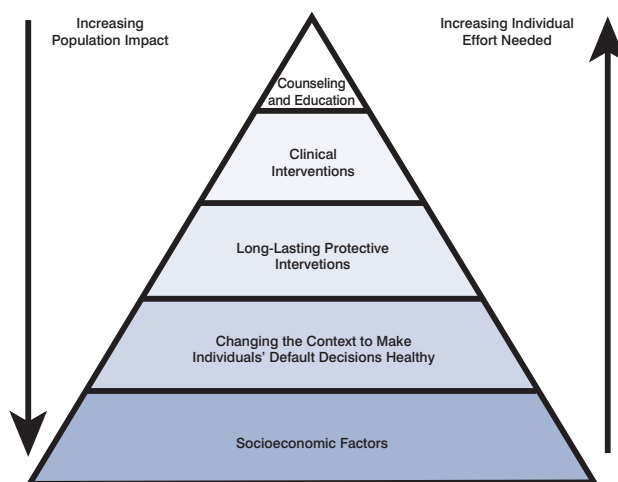 Increasing
Population Impact
Increasing Individual
Effort Needed
Counseling
and Education
Clinical
Interventions
Long-Lasting Protective
Intervetions
Changing the Context to Make
Individuals’ Default Decisions Healthy
Socioeconomic Factors